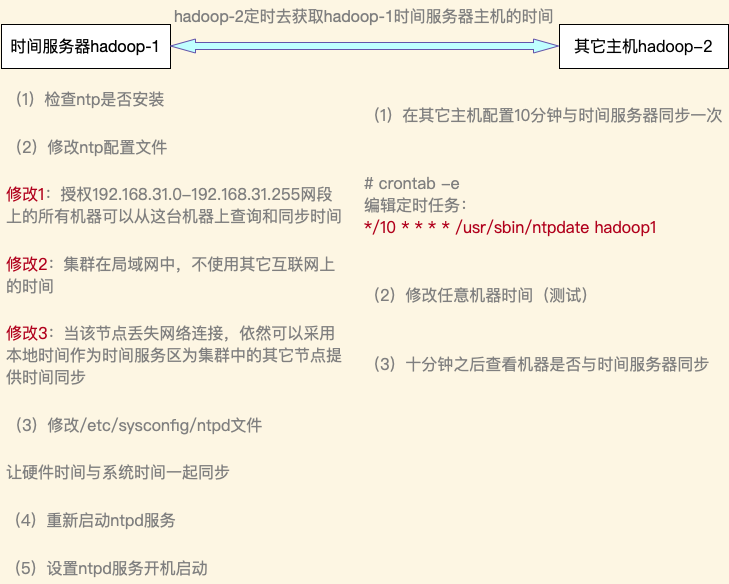 hadoop-2定时去获取hadoop-1时间服务器主机的时间
时间服务器hadoop-1
其它主机hadoop-2
（1）检查ntp是否安装
（2）修改ntp配置文件
修改1：授权192.168.31.0-192.168.31.255网段
上的所有机器可以从这台机器上查询和同步时间
修改2：集群在局域网中，不使用其它互联网上
的时间
修改3：当该节点丢失网络连接，依然可以采用
本地时间作为时间服务区为集群中的其它节点提
供时间同步
（3）修改/etc/sysconfig/ntpd文件
让硬件时间与系统时间一起同步
（4）重新启动ntpd服务
（5）设置ntpd服务开机启动
（1）在其它主机配置10分钟与时间服务器同步一次
# crontab -e
编辑定时任务：
*/10 * * * * /usr/sbin/ntpdate hadoop1
（2）修改任意机器时间（测试）
（3）十分钟之后查看机器是否与时间服务器同步